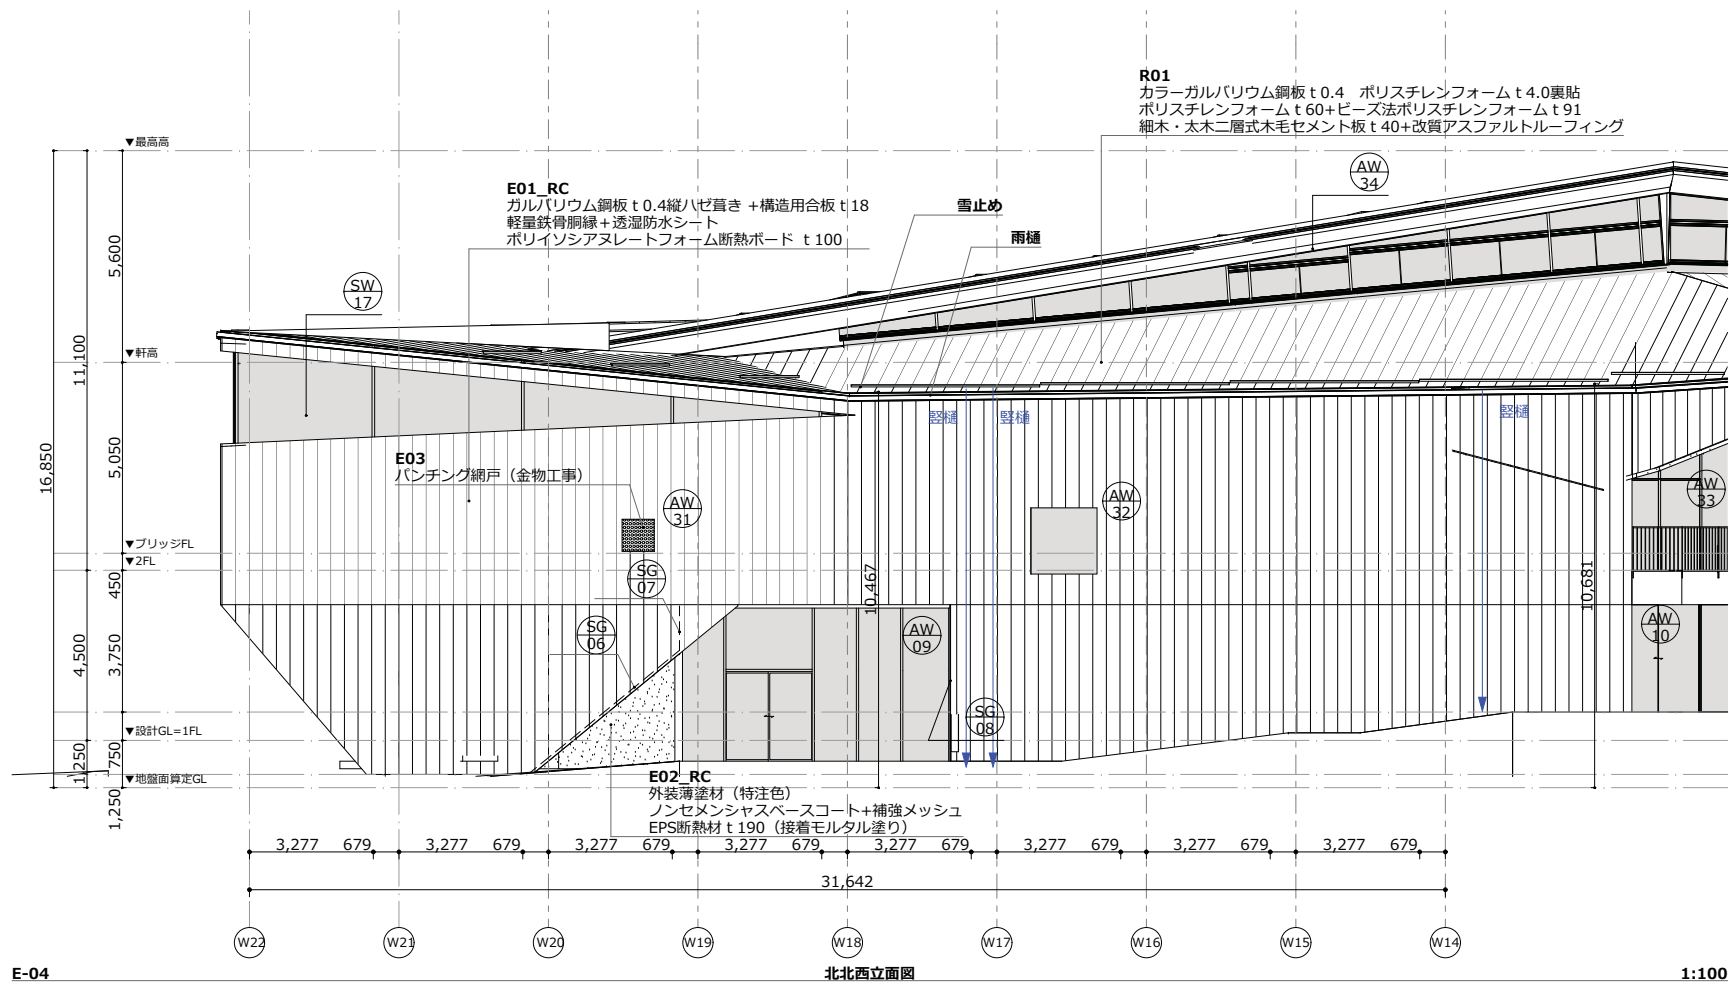 R01
カラーガルバリウム鋼板 t 0.4　ポリスチレンフォーム t 4.0裏貼
ポリスチレンフォーム t 60+ビーズ法ポリスチレンフォーム t 91
細木・太木二層式木毛セメント板 t 40+改質アスファルトルーフィング
▼最高高
AW
34
E01_RC
ガルバリウム鋼板 t 0.4縦ハゼ葺き +構造用合板 t 18
軽量鉄骨胴縁+透湿防水シート
ポリイソシアヌレートフォーム断熱ボード t 100
雪止め
雨樋
5,600
SW
17
▼軒高
11,100
竪樋
竪樋
竪樋
16,850
5,050
E03
パンチング網戸（金物工事）
AW
31
AW
32
AW
33
▼ブリッジFL
▼2FL
450
SG
07
10,467
10,681
4,500
3,750
SG
06
AW
09
AW
10
SG
08
▼設計GL=1FL
1,250
750
▼地盤面算定GL
1,250
E02_RC
外装薄塗材（特注色）
ノンセメンシャスベースコート+補強メッシュ
EPS断熱材 t 190（接着モルタル塗り）
3,277 679 3,277 679 3,277 679 3,277 679 3,277 679 3,277 679 3,277 679 3,277 679
31,642
W22 W21 W20 W19 W18 W17 W16 W15 W14
E-04 北北西立面図 1:100